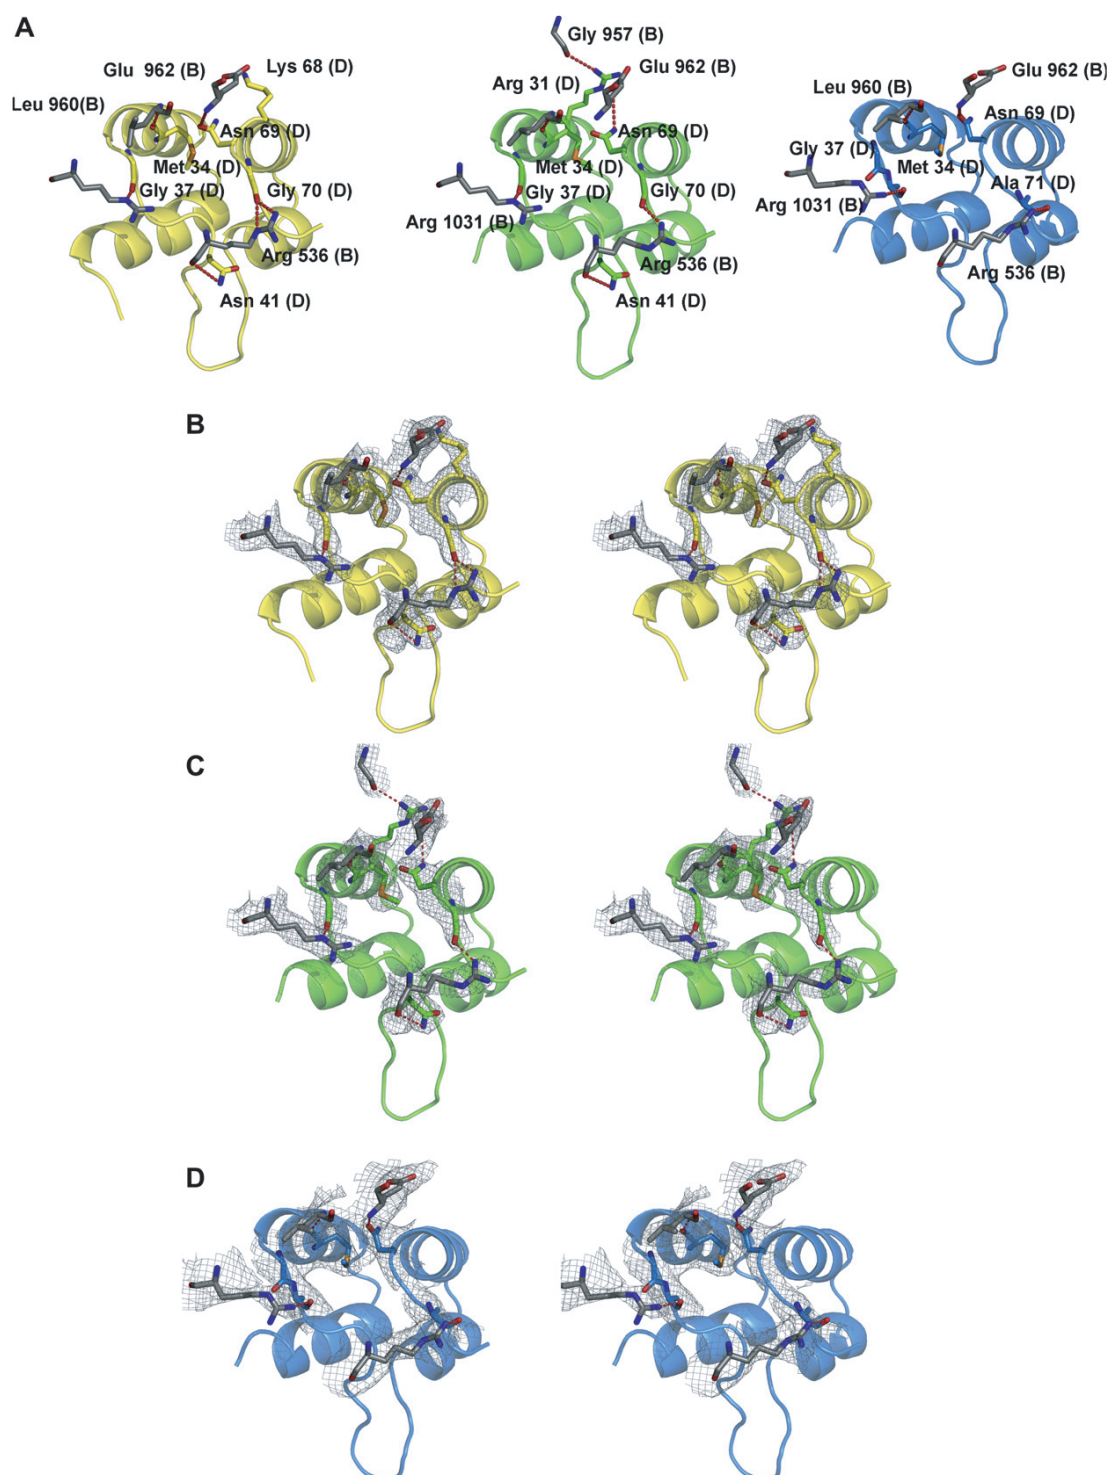 A
Glu 962 (B)
Lys 68 (D)
Leu 960(B)
Asn 69 (D)
Met 34 (D)
Gly 37 (D)
Gly 70 (D)
Arg 536 (B)
Asn 41 (D)
Gly 957 (B)
Glu 962 (B)
Arg 31 (D)
Asn 69 (D)
Met 34 (D)
Gly 37 (D)
Gly 70 (D)
Arg 1031 (B)
Arg 536 (B)
Asn 41 (D)
Glu 962 (B)
Leu 960 (B)
Asn 69 (D)
Gly 37 (D)
Met 34 (D)
Ala 71 (D)
Arg 1031 (B)
Arg 536 (B)
B
C
D